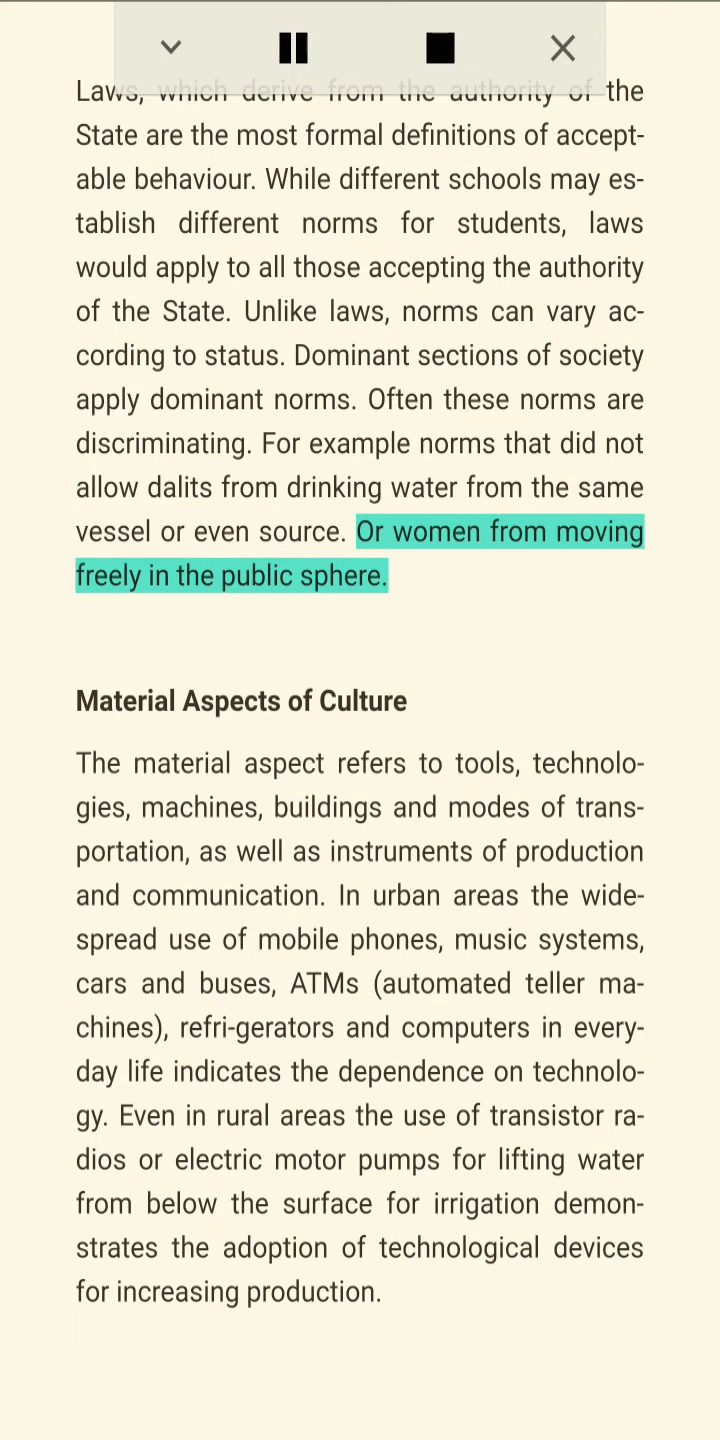 Laws, which derive from the authority of the
State are the most formal definitions of accept-
able behaviour. While different schools may es-
tablish different norms for students, laws
would apply to all those accepting the authority
of the State. Unlike laws, norms can vary ac-
cording to status. Dominant sections of society
apply dominant norms. Often these norms are
discriminating. For example norms that did not
allow dalits from drinking water from the same
vessel or even source. Or women from moving
freely in the public sphere.
Material Aspects of Culture
The material aspect refers to tools, technolo-
gies, machines, buildings and modes of trans-
portation, as well as instruments of production
and communication. In urban areas the wide-
spread use of mobile phones, music systems,
cars and buses, ATMs (automated teller ma-
chines), refri-gerators and computers in every-
day life indicates the dependence on technolo-
gy. Even in rural areas the use of transistor ra-
dios or electric motor pumps for lifting water
from below the surface for irrigation demon-
strates the adoption of technological devices
for increasing production.